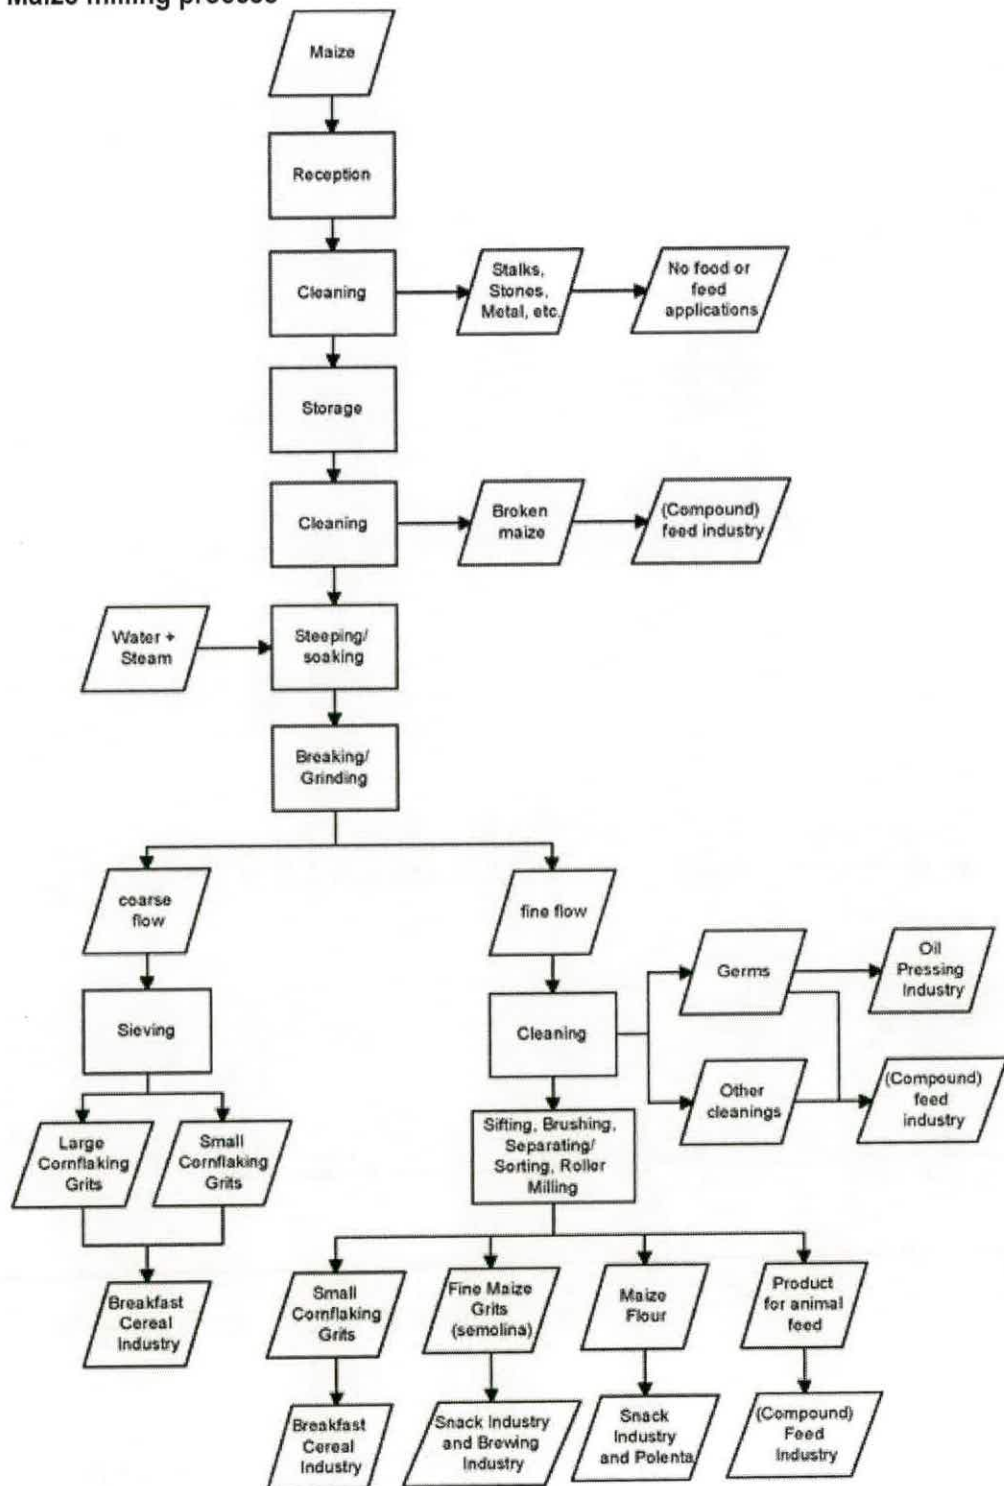 Maize milling process
Maize
Reception
Cleaning
Stalks,
Stones,
Metal, etc.
No food or
feed
applications
Storage
Cleaning
Broken
maize
(Compound)
feed industry
Water +
Steam
Steeping/
soaking
Breaking/
Grinding
coarse
flow
fine flow
Sieving
Cleaning
Germs
Oil
Pressing
Industry
Other
cleanings
(Compound)
feed
industry
Large
Cornflaking
Grits
Small
Cornflaking
Grits
Sifting, Brushing,
Separating/
Sorting, Roller
Milling
Breakfast
Cereal
Industry
Small
Cornflaking
Grits
Fine Maize
Grits
(semolina)
Maize
Flour
Product
for animal
feed
Breakfast
Cereal
Industry
Snack Industry
and Brewing
Industry
Snack
Industry
and Polenta
(Compound)
Feed
Industry